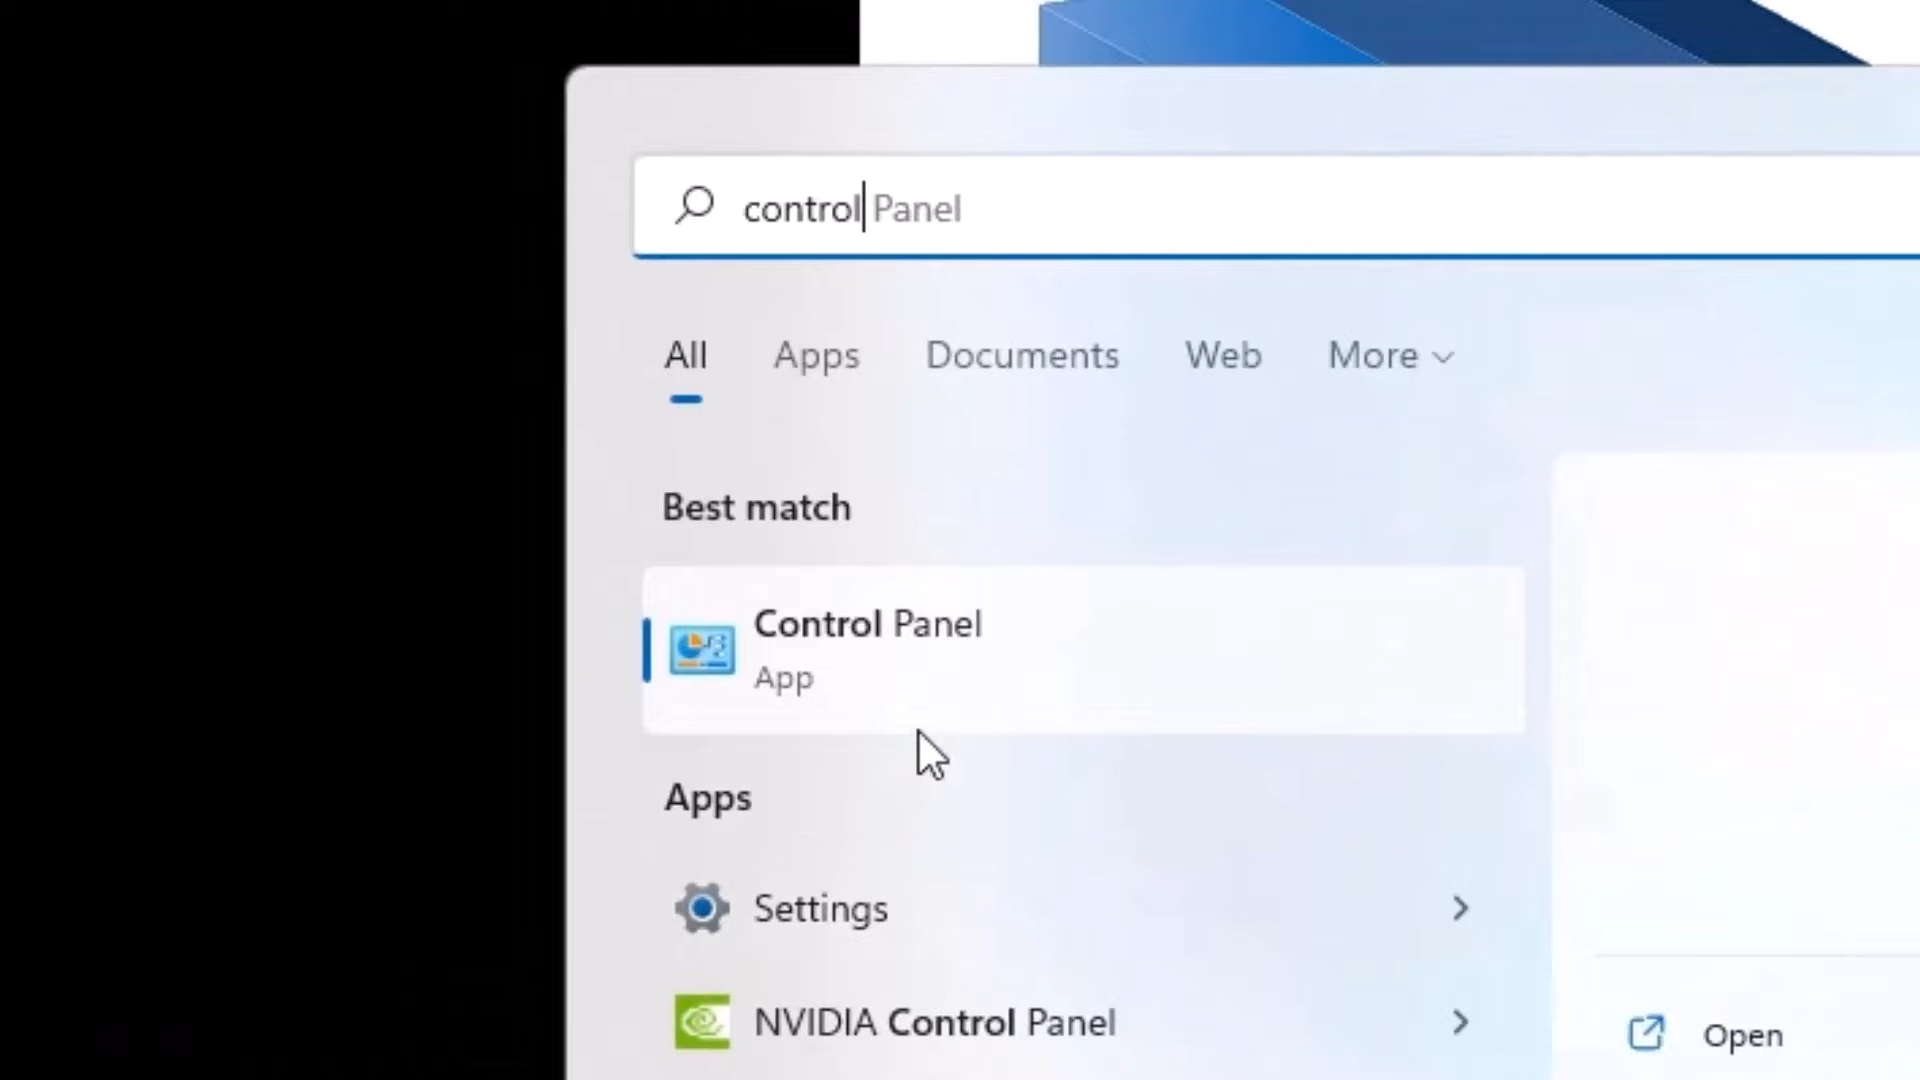 control Panel
All Apps Documents Web More
Best match
Control Panel
App
Apps
Settings
NVIDIA Control Panel
Open